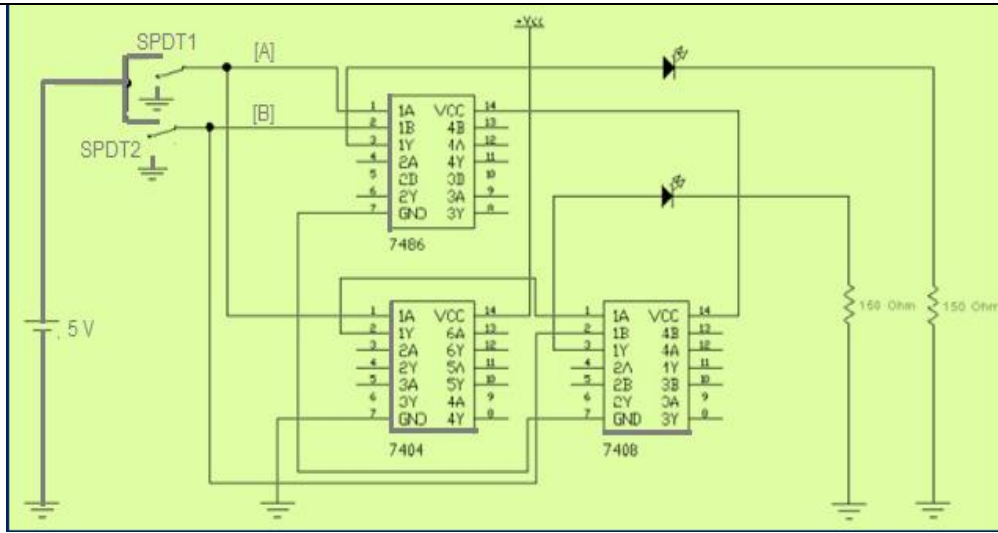 +Vcc
SPDT1
[A]
[B]
SPDT2
1 1A VCC 14
2 1B 4B 13
3 1Y 4A 12
4 2A 4Y 11
5 2B 3B 10
6 2Y 3A 9
7 GND 3Y 8
7486
160 Ohm
150 Ohm
5 V
1 1A VCC 14
2 1Y 6A 13
3 2A 6Y 12
4 2Y 5A 11
5 3A 5Y 10
6 3Y 4A 9
7 GND 4Y 8
7404
1 1A VCC 14
2 1B 4B 13
3 1Y 4A 12
4 2A 4Y 11
5 2B 3B 10
6 2Y 3A 9
7 GND 3Y 8
7408